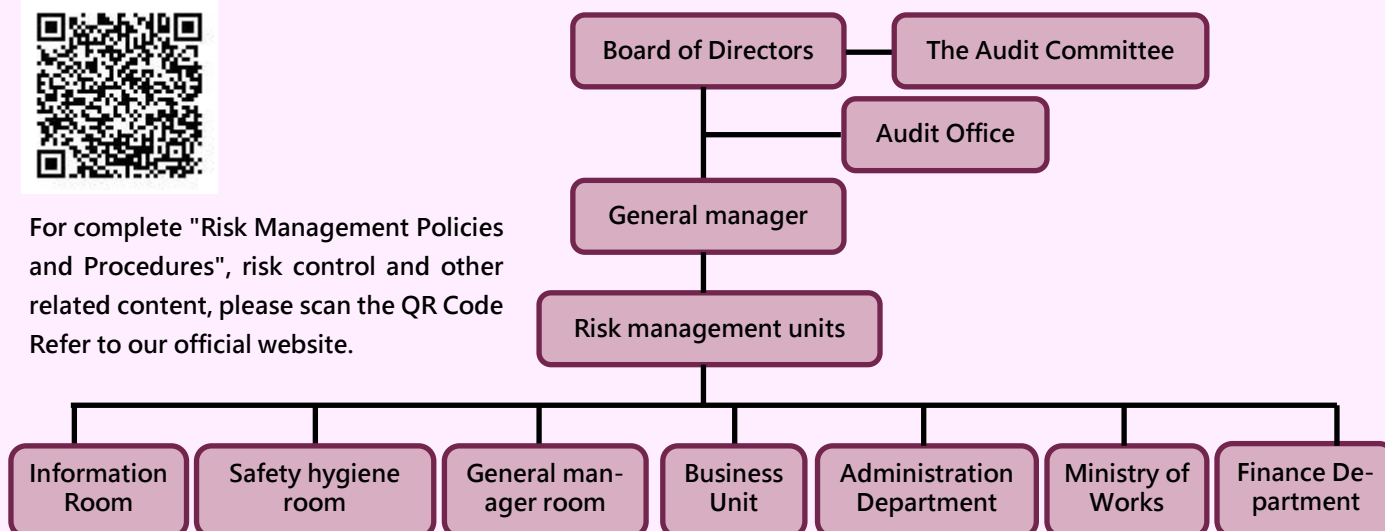 Board of Directors
The Audit Committee
Audit Office
General manager
For complete "Risk Management Policies
and Procedures", risk control and other
related content, please scan the QR Code
Refer to our official website.
Risk management units
Information
Room
Safety hygiene
room
General man-
ager room
Business
Unit
Administration
Department
Ministry of
Works
Finance De-
partment